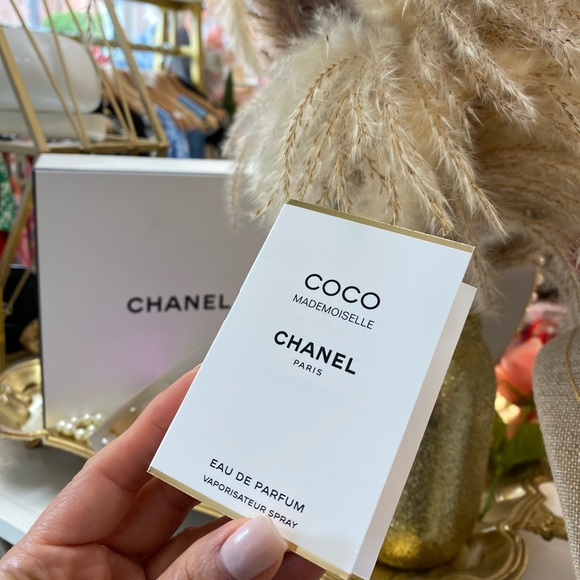 CHANEL
COCO
MADEMOISELLE
CHANEL
PARIS
EAU DE PARFUM
VAPORISATEUR SPRAY